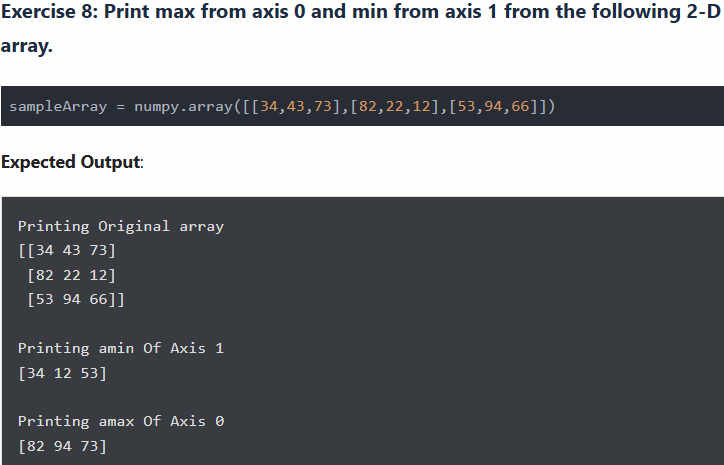 Exercise 8: Print max from axis 0 and min from axis 1 from the following 2-D
array.
sampleArray = numpy.array([[34,43,73],[82,22,12],[53,94,66]])
Expected Output:
Printing Original array
[[34 43 73]
 [82 22 12]
 [53 94 66]]
Printing amin Of Axis 1
[34 12 53]
Printing amax Of Axis 0
[82 94 73]